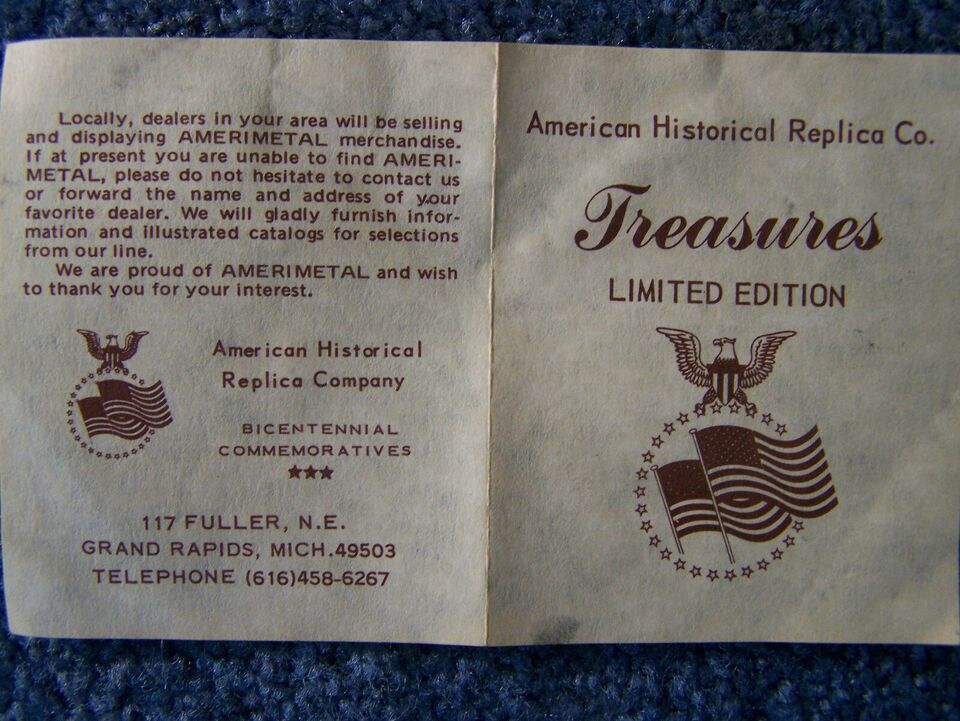 Locally, dealers in your area will be selling
and displaying AMERIMETAL merchandise.
If at present you are unable to find AMERI-
METAL, please do not hesitate to contact us
or forward the name and address of your
favorite dealer. We will gladly furnish infor-
mation and illustrated catalogs for selections
from our line.
We are proud of AMERIMETAL and wish
to thank you for your interest.
American Historical
Replica Company
BICENTENNIAL
COMMEMORATIVES
★★★
117 FULLER, N.E.
GRAND RAPIDS, MICH.49503
TELEPHONE (616)458-6267
American Historical Replica Co.
Treasures
LIMITED EDITION